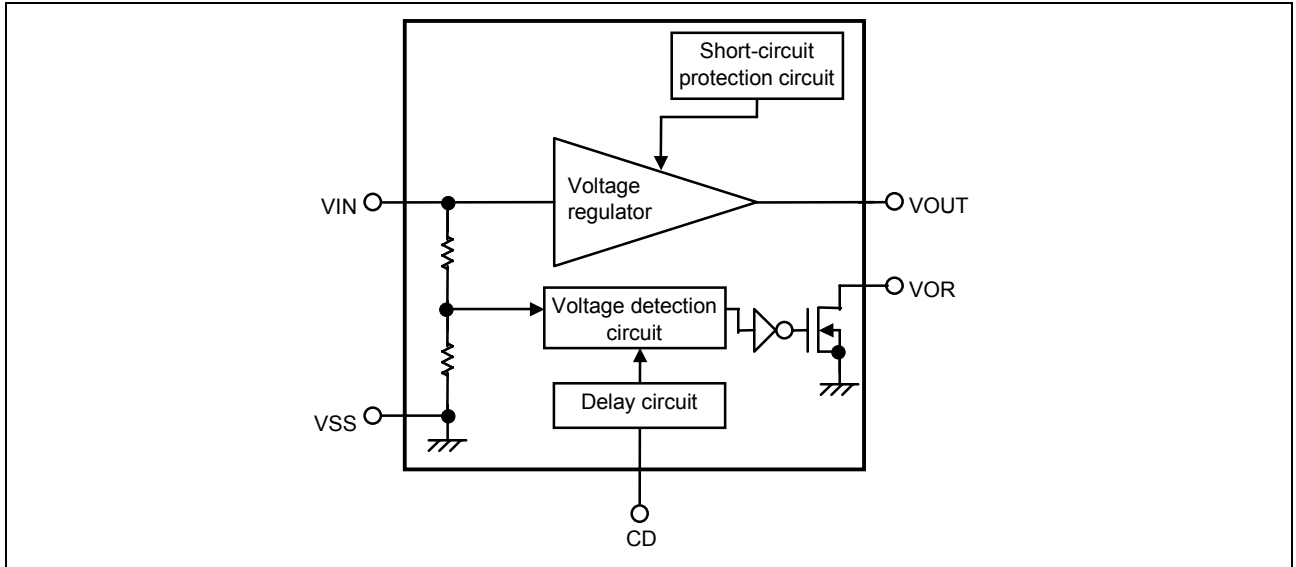 Short-circuit
protection circuit
Voltage
regulator
VIN
VOUT
VOR
Voltage detection
circuit
Delay circuit
VSS
CD